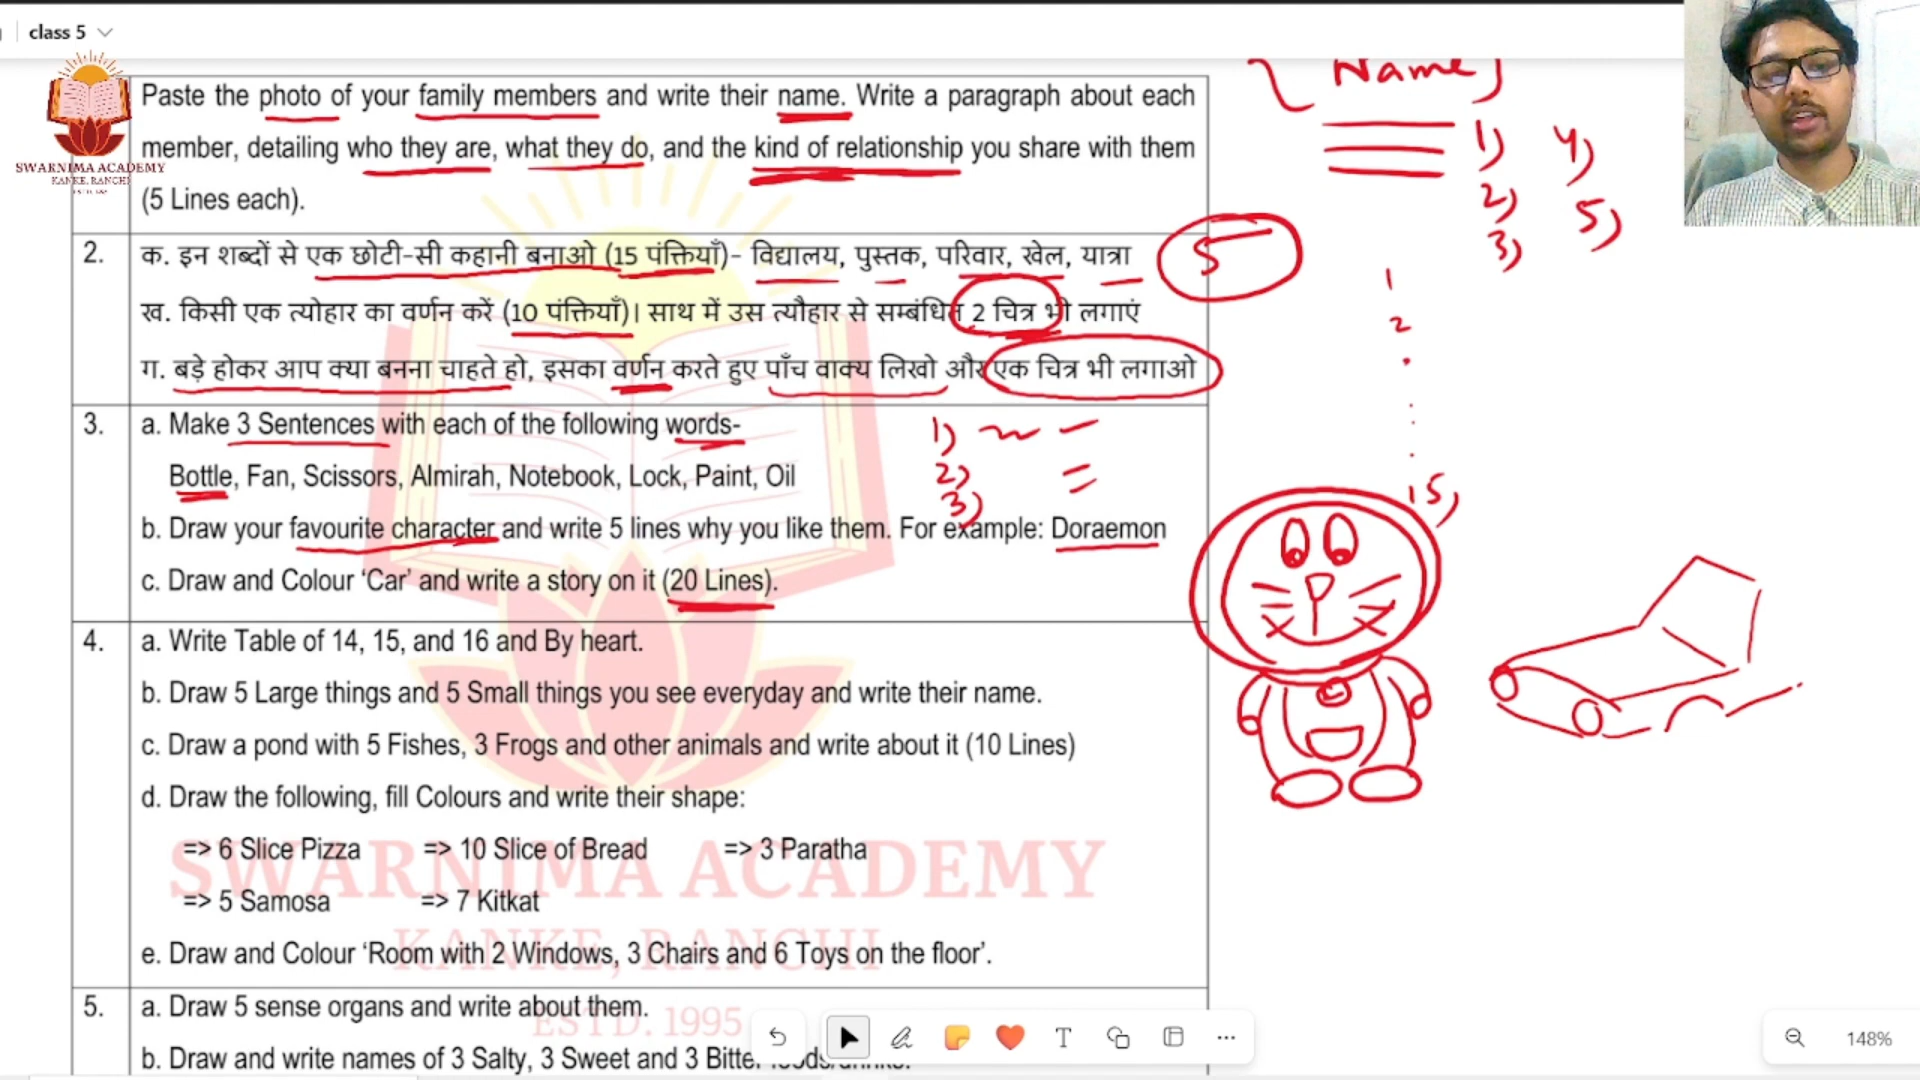 class 5
Name
Paste the photo of your family members and write their name. Write a paragraph about each
member, detailing who they are, what they do, and the kind of relationship you share with them
(5 Lines each).
1) 4)
2) 5)
3)
SWARNIMA ACADEMY
KANKE, RANCHI
2. क. इन शब्दों से एक छोटी-सी कहानी बनाओ (15 पंक्तियाँ)- विद्यालय, पुस्तक, परिवार, खेल, यात्रा
5
ख. किसी एक त्योहार का वर्णन करें (10 पंक्तियाँ)। साथ में उस त्यौहार से सम्बंधित 2 चित्र भी लगाएं
ग. बड़े होकर आप क्या बनना चाहते हो, इसका वर्णन करते हुए पाँच वाक्य लिखो और एक चित्र भी लगाओ
1
2
15)
3. a. Make 3 Sentences with each of the following words-
Bottle, Fan, Scissors, Almirah, Notebook, Lock, Paint, Oil
1)
2)
3)
b. Draw your favourite character and write 5 lines why you like them. For example: Doraemon
c. Draw and Colour ‘Car’ and write a story on it (20 Lines).
4. a. Write Table of 14, 15, and 16 and By heart.
b. Draw 5 Large things and 5 Small things you see everyday and write their name.
c. Draw a pond with 5 Fishes, 3 Frogs and other animals and write about it (10 Lines)
d. Draw the following, fill Colours and write their shape:
=> 6 Slice Pizza => 10 Slice of Bread => 3 Paratha
=> 5 Samosa => 7 Kitkat
e. Draw and Colour ‘Room with 2 Windows, 3 Chairs and 6 Toys on the floor’.
SWARNIMA ACADEMY
KANKE, RANCHI
ESTD. 1995
5. a. Draw 5 sense organs and write about them.
b. Draw and write names of 3 Salty, 3 Sweet and 3 Bitte
T
148%